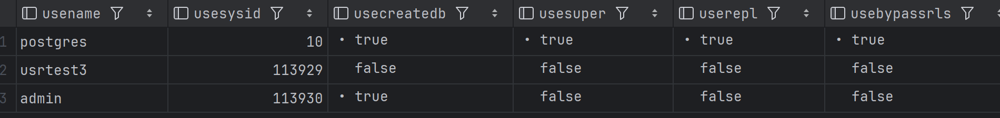 usename usesysid usecreatedb usesuper userepl usebypassrls
1 postgres 10 • true • true • true • true
2 usrtest3 113929 false false false false
3 admin 113930 • true false false false